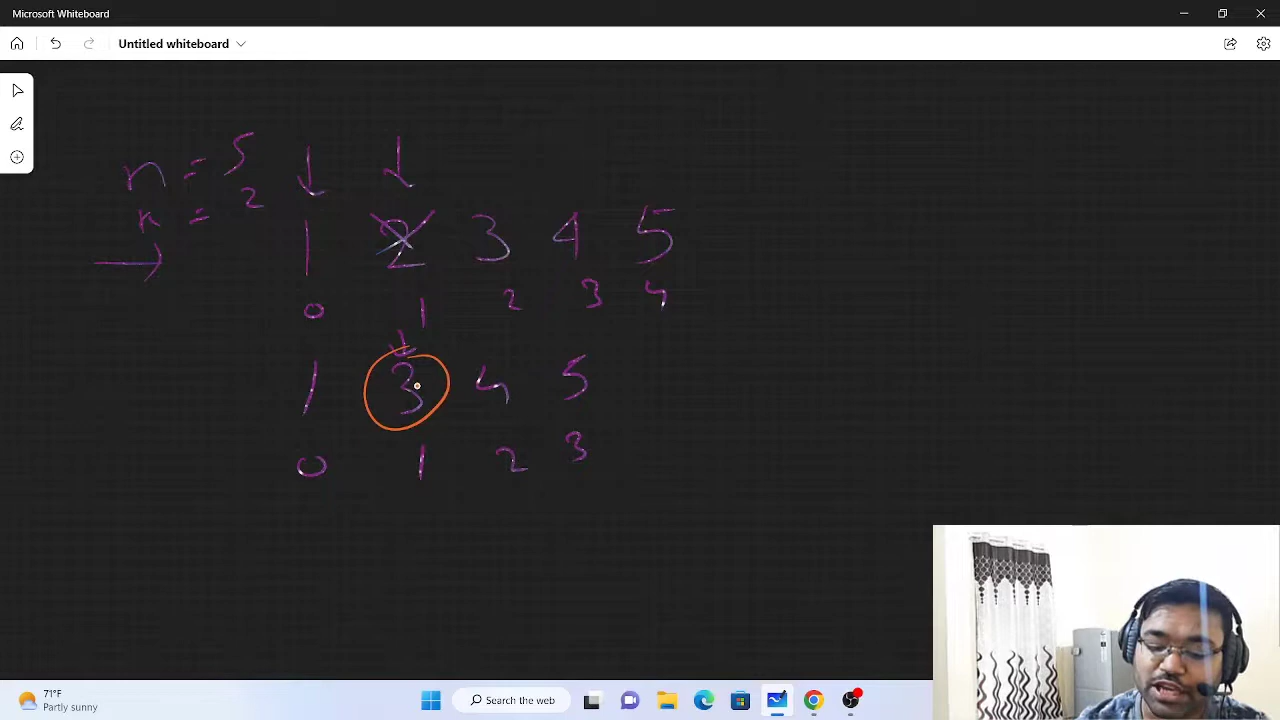 Microsoft Whiteboard
Untitled whiteboard
n = 5
k = 2
1 2 3 4 5
0 1 2 3 4
1 3 4 5
0 1 2 3
71°F
Partly Sunny
Search the web